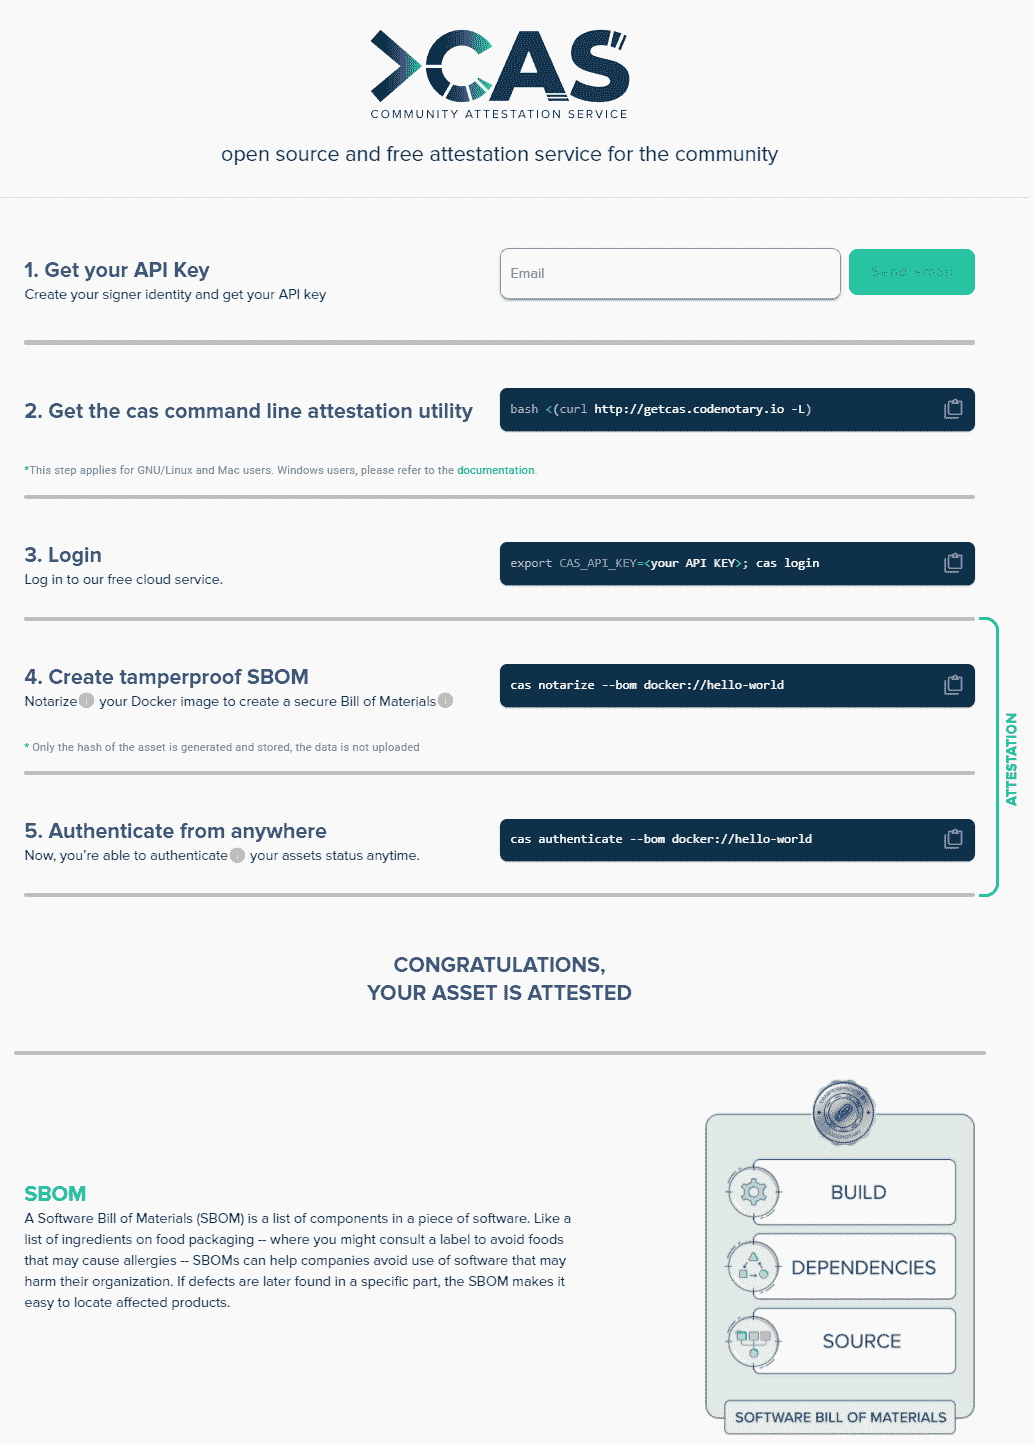 CAS
COMMUNITY ATTESTATION SERVICE
open source and free attestation service for the community
1. Get your API Key
Create your signer identity and get your API key
Email
Send email
2. Get the cas command line attestation utility
bash <(curl http://getcas.codenotary.io -L)
*This step applies for GNU/Linux and Mac users. Windows users, please refer to the documentation.
3. Login
Log in to our free cloud service.
export CAS_API_KEY=<your API KEY>; cas login
4. Create tamperproof SBOM
Notarize your Docker image to create a secure Bill of Materials
cas notarize --bom docker://hello-world
* Only the hash of the asset is generated and stored, the data is not uploaded
ATTESTATION
5. Authenticate from anywhere
Now, you're able to authenticate your assets status anytime.
cas authenticate --bom docker://hello-world
CONGRATULATIONS,
YOUR ASSET IS ATTESTED
SBOM
A Software Bill of Materials (SBOM) is a list of components in a piece of software. Like a
list of ingredients on food packaging -- where you might consult a label to avoid foods
that may cause allergies -- SBOMs can help companies avoid use of software that may
harm their organization. If defects are later found in a specific part, the SBOM makes it
easy to locate affected products.
BUILD
DEPENDENCIES
SOURCE
SOFTWARE BILL OF MATERIALS